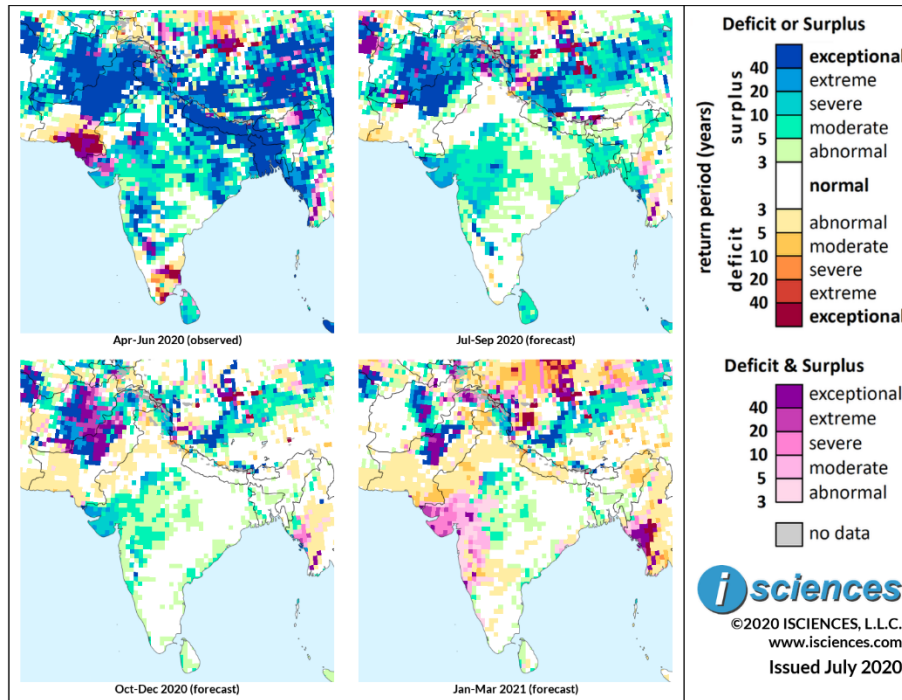 Apr-Jun 2020 (observed)
Jul-Sep 2020 (forecast)
Oct-Dec 2020 (forecast)
Jan-Mar 2021 (forecast)
Deficit or Surplus
return period (years)
surplus
deficit
exceptional
40
extreme
20
severe
10
moderate
5
abnormal
3
normal
3
abnormal
5
moderate
10
severe
20
extreme
40
exceptional
Deficit & Surplus
exceptional
40
extreme
20
severe
10
moderate
5
abnormal
3
no data
i sciences
©2020 ISCIENCES, L.L.C.
www.isciences.com
Issued July 2020